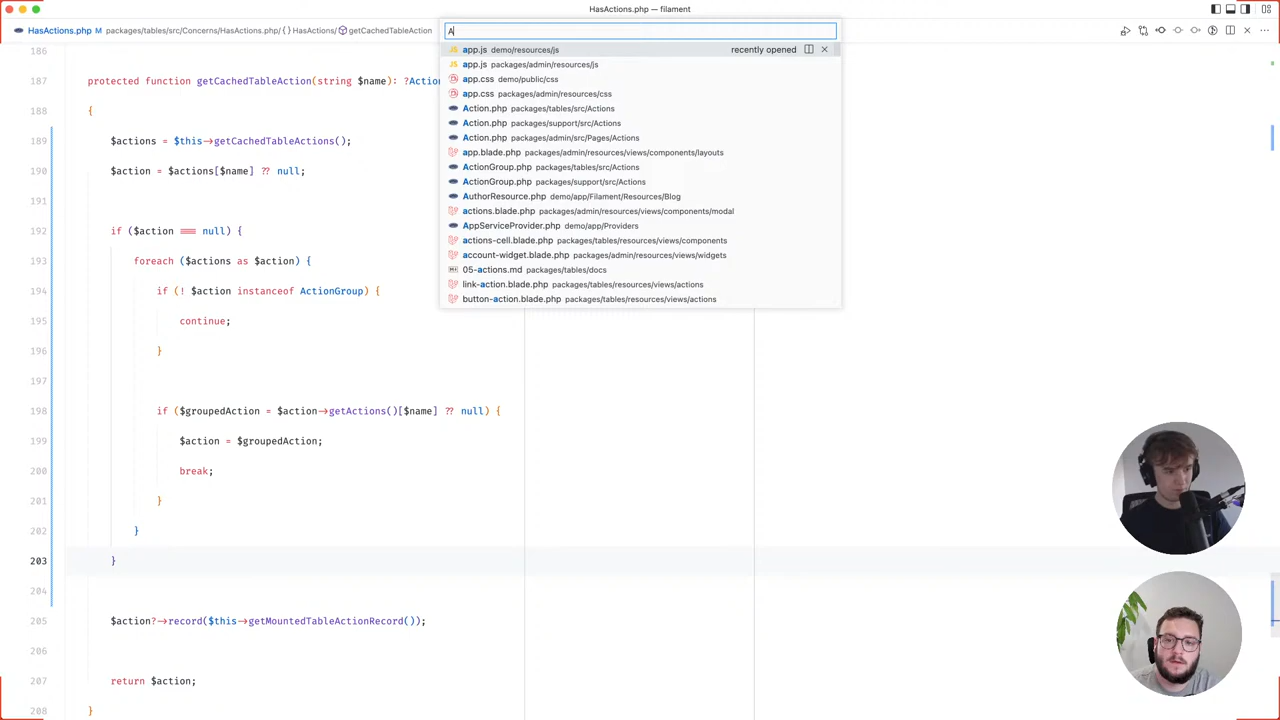 HasActions.php — filament
HasActions.php packages/tables/src/Concerns/HasActions.php/ { } HasActions/ getCachedTableAction
A
app.js demo/resources/js recently opened
app.js packages/admin/resources/js
app.css demo/public/css
app.css packages/admin/resources/css
Action.php packages/tables/src/Actions
Action.php packages/support/src/Actions
Action.php packages/admin/src/Pages/Actions
app.blade.php packages/admin/resources/views/components/layouts
ActionGroup.php packages/tables/src/Actions
ActionGroup.php packages/support/src/Actions
AuthorResource.php demo/app/Filament/Resources/Blog
actions.blade.php packages/admin/resources/views/components/modal
AppServiceProvider.php demo/app/Providers
actions-cell.blade.php packages/tables/resources/views/components
account-widget.blade.php packages/admin/resources/views/widgets
05-actions.md packages/tables/docs
link-action.blade.php packages/tables/resources/views/actions
button-action.blade.php packages/tables/resources/views/actions
186
187 protected function getCachedTableAction(string $name): ?Action
188 {
189 $actions = $this->getCachedTableActions();
190 $action = $actions[$name] ?? null;
191
192 if ($action === null) {
193 foreach ($actions as $action) {
194 if (! $action instanceof ActionGroup) {
195 continue;
196 }
197
198 if ($groupedAction = $action->getActions()[$name] ?? null) {
199 $action = $groupedAction;
200 break;
201 }
202 }
203 }
204
205 $action?->record($this->getMountedTableActionRecord());
206
207 return $action;
208 }